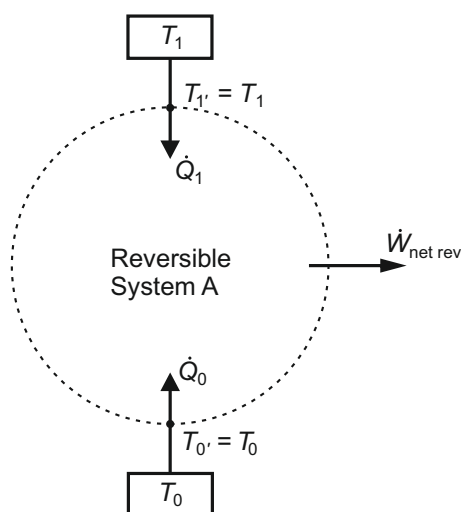 T₁
T₁' = T₁
Q̇₁
Ẇnet rev
Reversible
System A
Q̇₀
T₀' = T₀
T₀